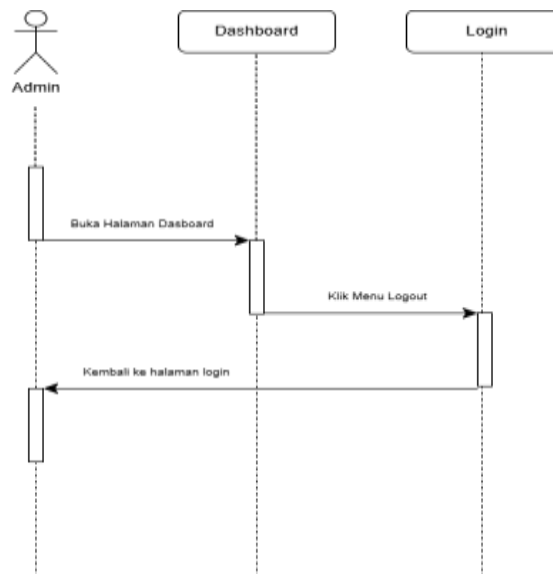 Dashboard
Login
Admin
Buka Halaman Dasboard
Klik Menu Logout
Kembali ke halaman login